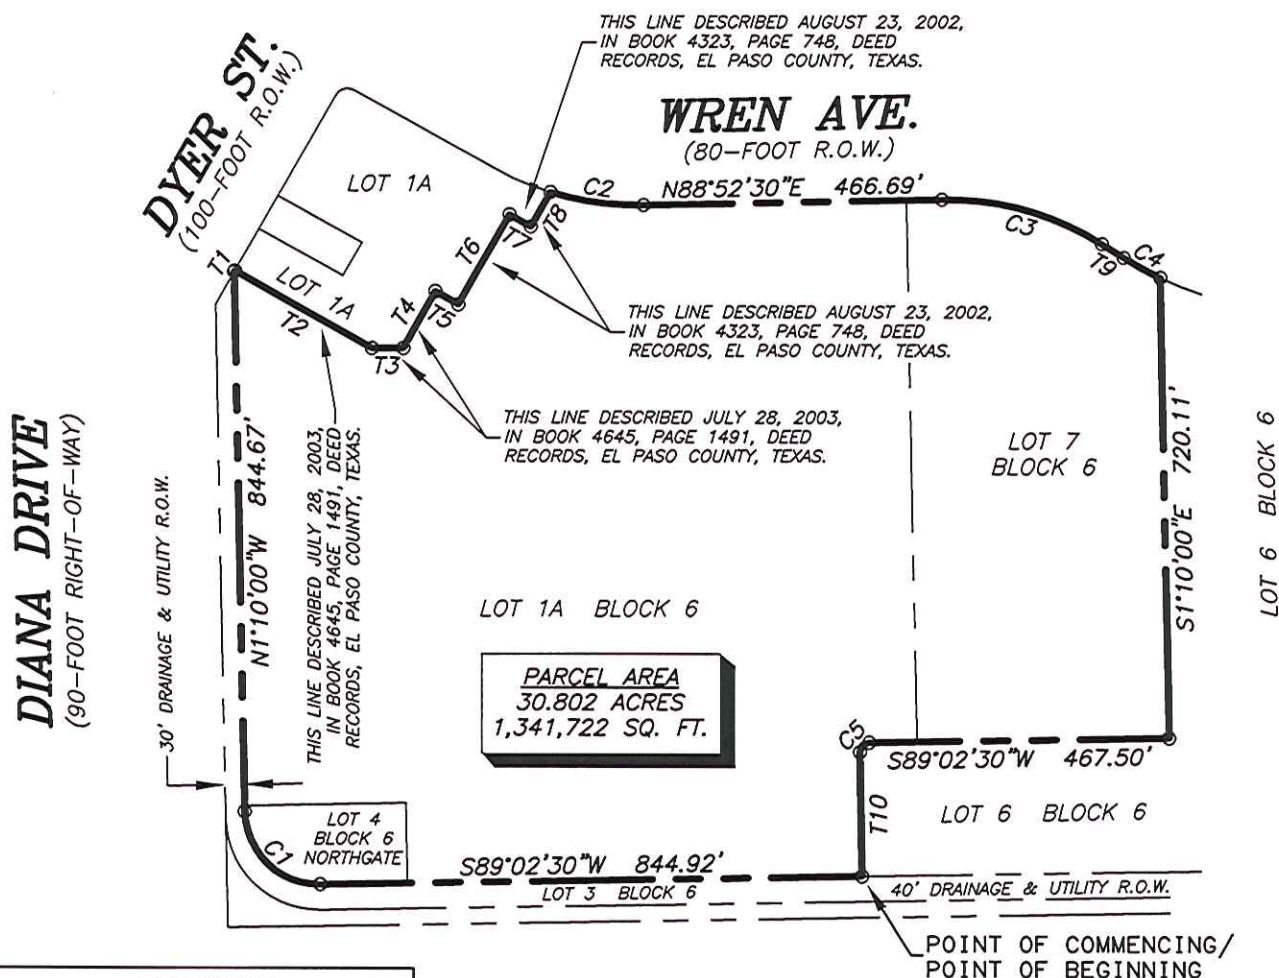 THIS LINE DESCRIBED AUGUST 23, 2002,
IN BOOK 4323, PAGE 748, DEED
RECORDS, EL PASO COUNTY, TEXAS.
DYER ST.
(100-FOOT R.O.W.)
WREN AVE.
(80-FOOT R.O.W.)
LOT 1A
C2
N88°52'30"E 466.69'
C3
T9
C4
T8
T7
T6
T1
LOT 1A
T2
T3
T4
T5
THIS LINE DESCRIBED AUGUST 23, 2002,
IN BOOK 4323, PAGE 748, DEED
RECORDS, EL PASO COUNTY, TEXAS.
THIS LINE DESCRIBED JULY 28, 2003,
IN BOOK 4645, PAGE 1491, DEED
RECORDS, EL PASO COUNTY, TEXAS.
DIANA DRIVE
(90-FOOT RIGHT-OF-WAY)
30' DRAINAGE & UTILITY R.O.W.
N1°10'00"W 844.67'
THIS LINE DESCRIBED JULY 28, 2003,
IN BOOK 4645, PAGE 1491, DEED
RECORDS, EL PASO COUNTY, TEXAS.
LOT 7
BLOCK 6
S1°10'00"E 720.11'
LOT 6 BLOCK 6
LOT 1A BLOCK 6
PARCEL AREA
30.802 ACRES
1,341,722 SQ. FT.
C5
S89°02'30"W 467.50'
T10
LOT 6 BLOCK 6
LOT 4
BLOCK 6
NORTHGATE
C1
S89°02'30"W 844.92'
LOT 3 BLOCK 6
40' DRAINAGE & UTILITY R.O.W.
POINT OF COMMENCING/
POINT OF BEGINNING